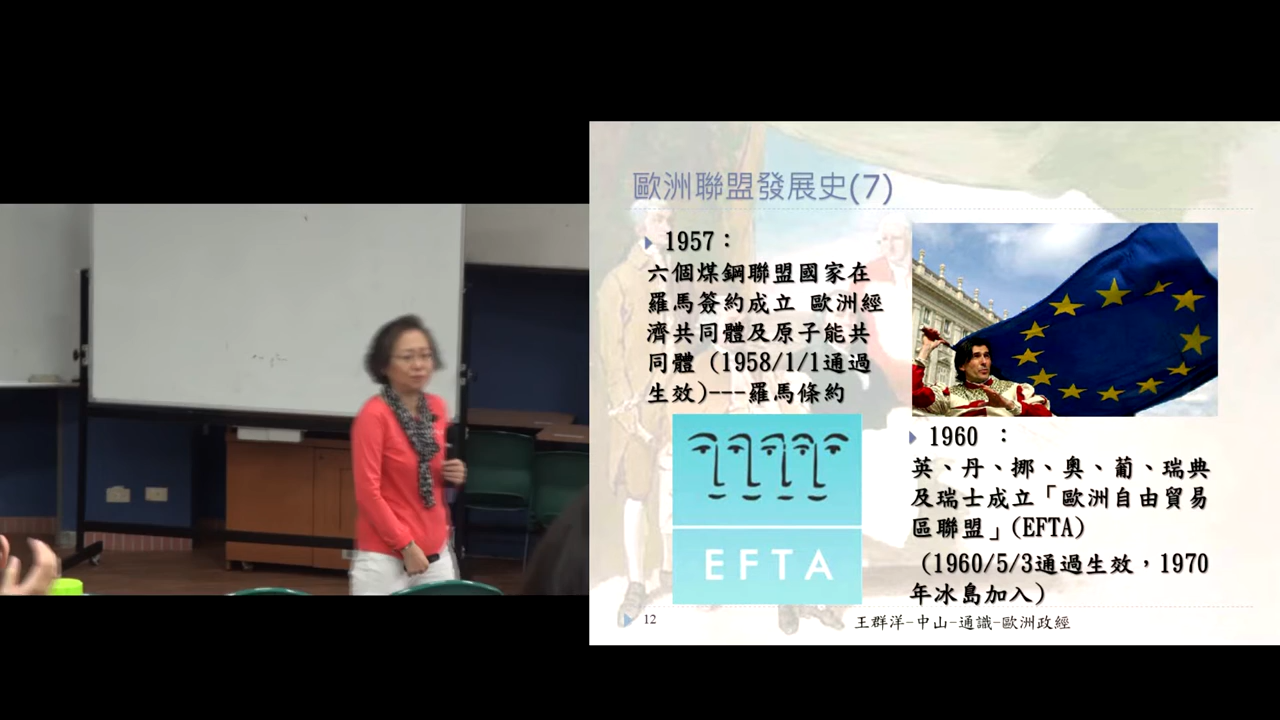 歐洲聯盟發展史(7)
1957：
六個煤鋼聯盟國家在
羅馬簽約成立 歐洲經
濟共同體及原子能共
同體 (1958/1/1通過
生效)---羅馬條約
EFTA
1960 ：
英、丹、挪、奧、葡、瑞典
及瑞士成立「歐洲自由貿易
區聯盟」(EFTA)
(1960/5/3通過生效，1970
年冰島加入)
12
王群洋-中山-通識-歐洲政經